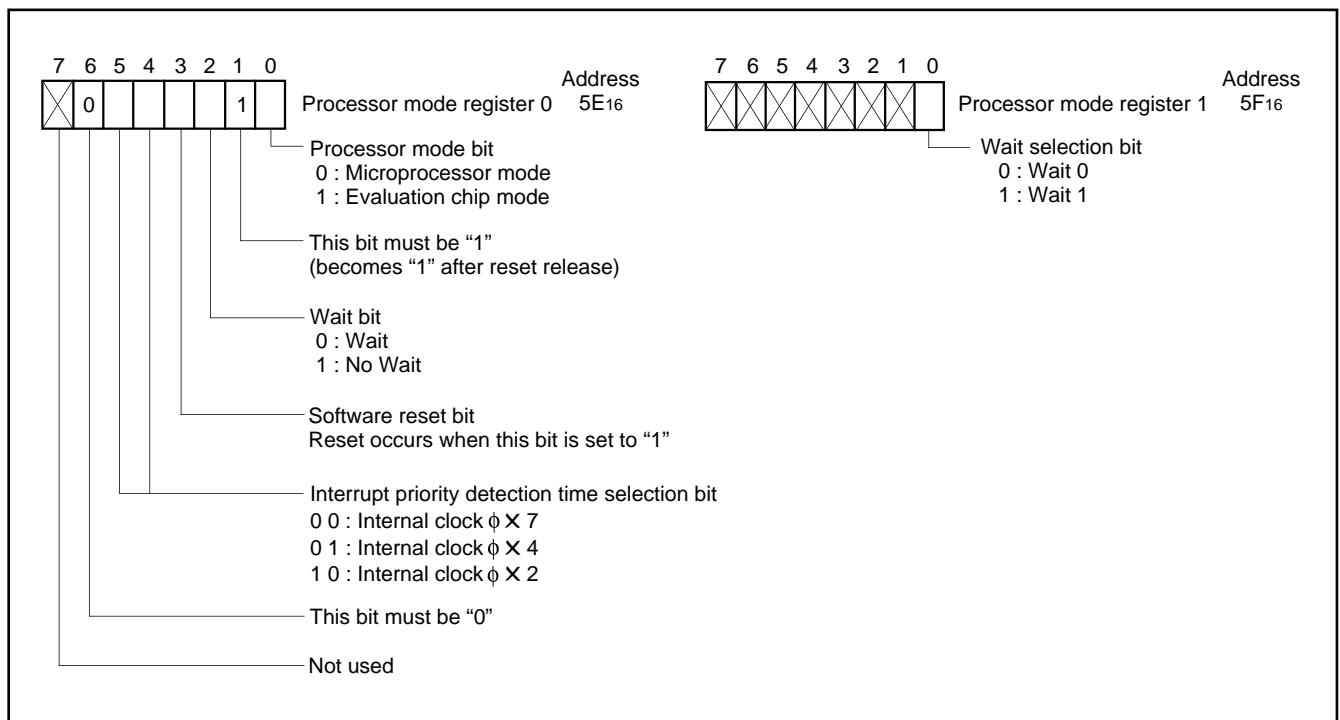 7 6 5 4 3 2 1 0
Address
0 1 Processor mode register 0 5E16
Processor mode bit
0 : Microprocessor mode
1 : Evaluation chip mode
This bit must be “1”
(becomes “1” after reset release)
Wait bit
0 : Wait
1 : No Wait
Software reset bit
Reset occurs when this bit is set to “1”
Interrupt priority detection time selection bit
0 0 : Internal clock ϕ × 7
0 1 : Internal clock ϕ × 4
1 0 : Internal clock ϕ × 2
This bit must be “0”
Not used
7 6 5 4 3 2 1 0
Address
Processor mode register 1 5F16
Wait selection bit
0 : Wait 0
1 : Wait 1